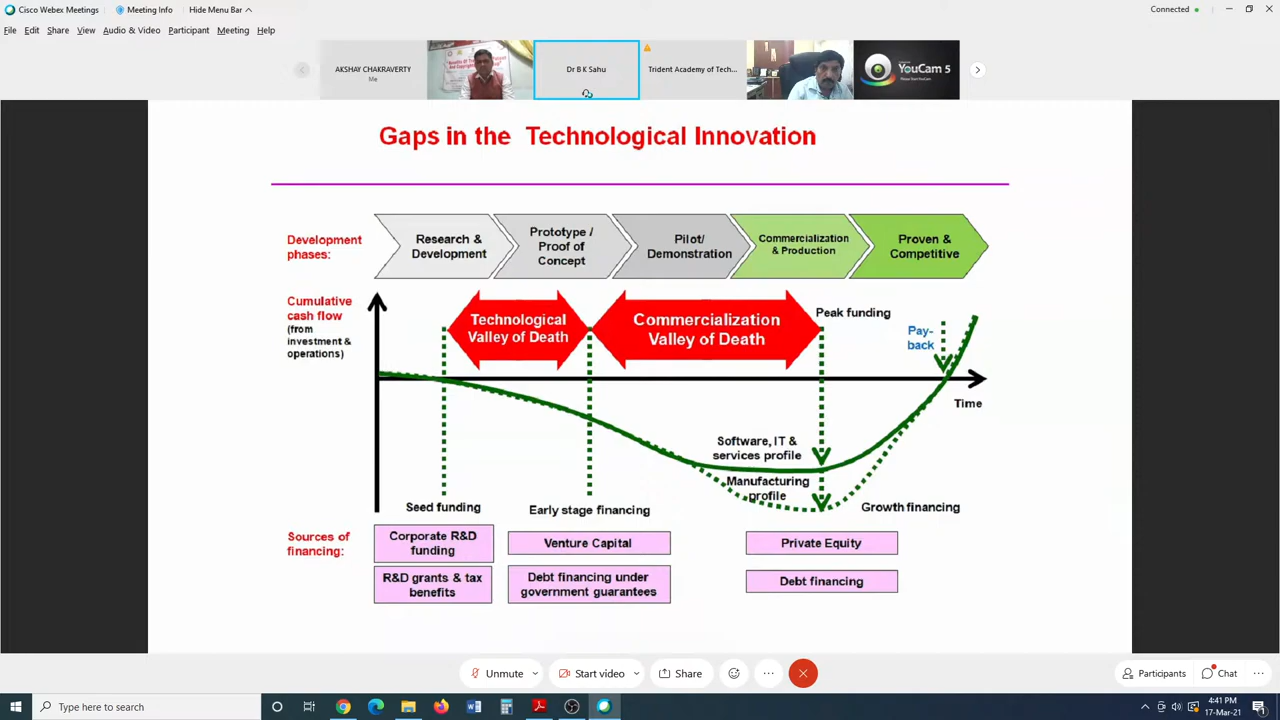 Cisco Webex Meetings
Meeting Info
Hide Menu Bar
Connected
File Edit Share View Audio & Video Participant Meeting Help
AKSHAY CHAKRAVERTY
Me
Dr B K Sahu
Trident Academy of Tech...
YouCam 5
Gaps in the Technological Innovation
Development
phases:
Research &
Development
Prototype /
Proof of
Concept
Pilot/
Demonstration
Commercialization
& Production
Proven &
Competitive
Cumulative
cash flow
(from
investment &
operations)
Technological
Valley of Death
Commercialization
Valley of Death
Peak funding
Pay-
back
Time
Software, IT &
services profile
Manufacturing
profile
Seed funding
Early stage financing
Growth financing
Sources of
financing:
Corporate R&D
funding
Venture Capital
Private Equity
R&D grants & tax
benefits
Debt financing under
government guarantees
Debt financing
Unmute
Start video
Share
Participants
Chat
Type here to search
4:41 PM
17-Mar-21